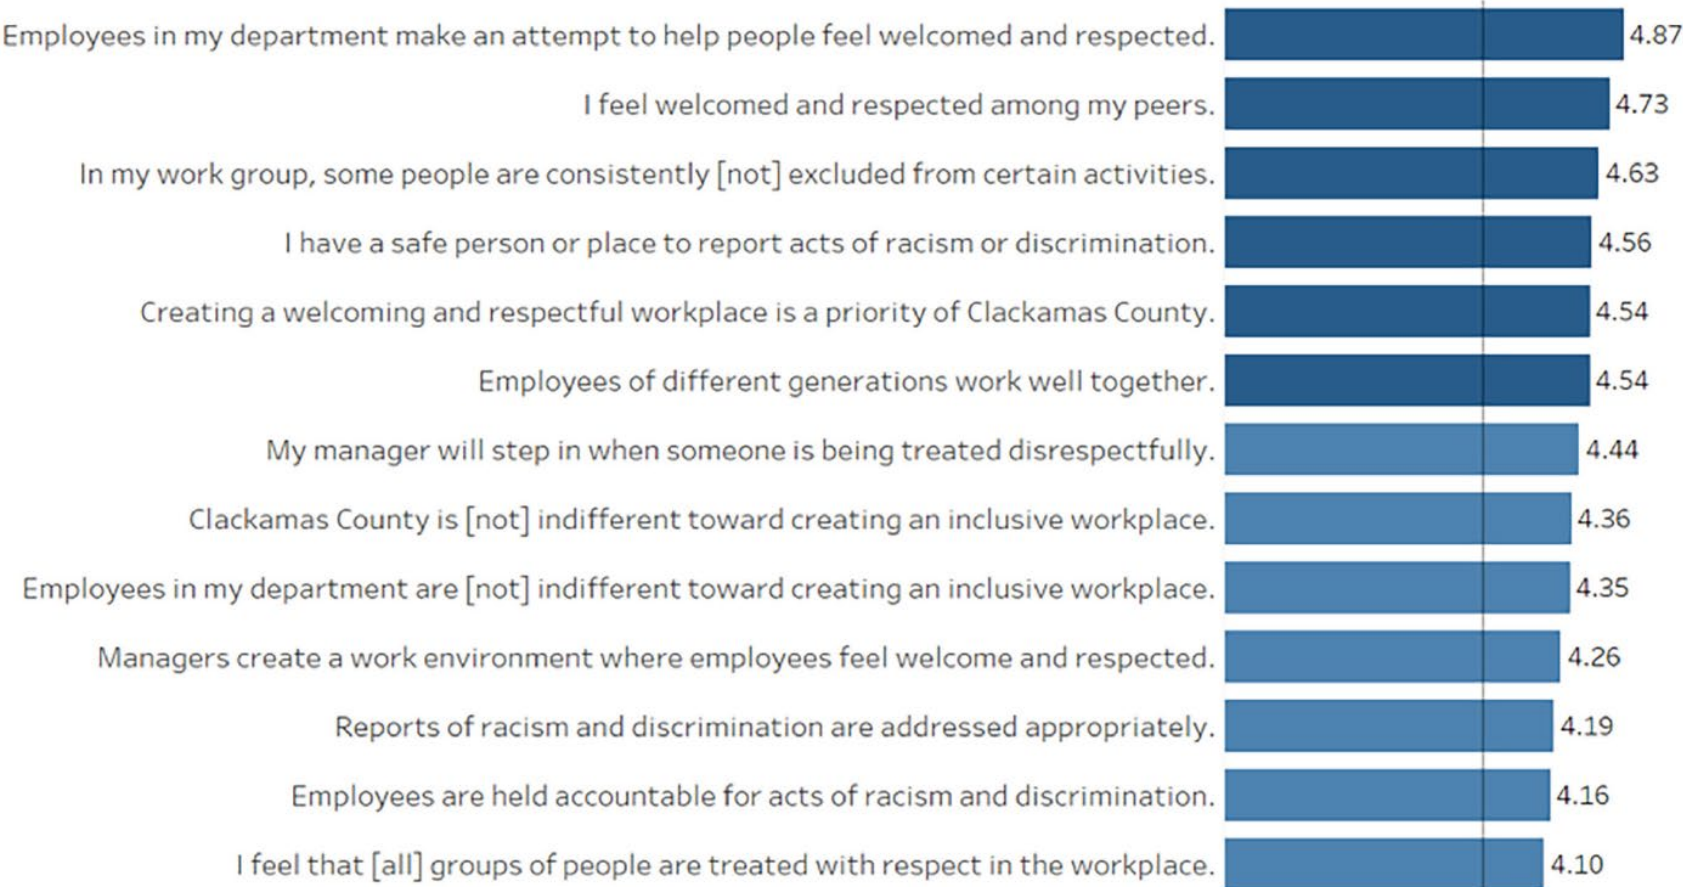 Employees in my department make an attempt to help people feel welcomed and respected. 4.87
I feel welcomed and respected among my peers. 4.73
In my work group, some people are consistently [not] excluded from certain activities. 4.63
I have a safe person or place to report acts of racism or discrimination. 4.56
Creating a welcoming and respectful workplace is a priority of Clackamas County. 4.54
Employees of different generations work well together. 4.54
My manager will step in when someone is being treated disrespectfully. 4.44
Clackamas County is [not] indifferent toward creating an inclusive workplace. 4.36
Employees in my department are [not] indifferent toward creating an inclusive workplace. 4.35
Managers create a work environment where employees feel welcome and respected. 4.26
Reports of racism and discrimination are addressed appropriately. 4.19
Employees are held accountable for acts of racism and discrimination. 4.16
I feel that [all] groups of people are treated with respect in the workplace. 4.10